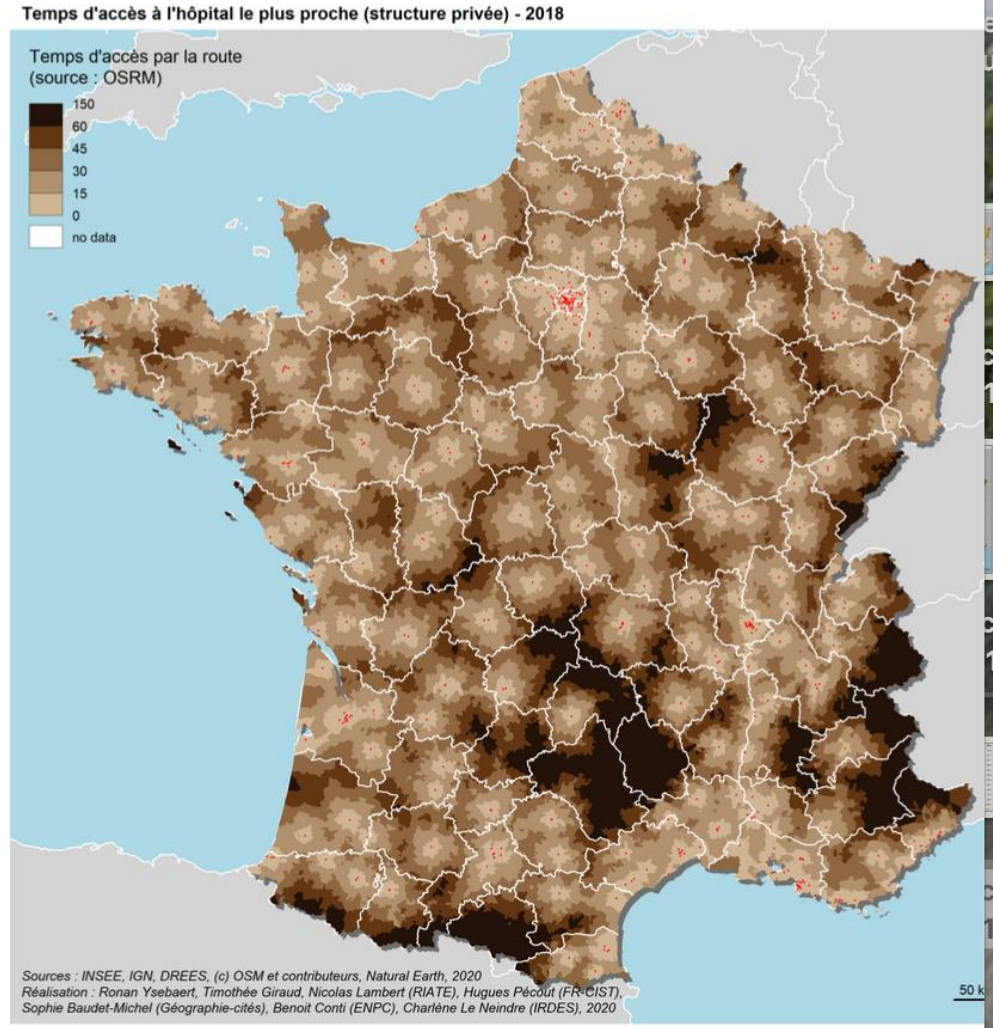 Temps d'accès à l'hôpital le plus proche (structure privée) - 2018
Temps d'accès par la route
(source : OSRM)
150
60
45
30
15
0
no data
Sources : INSEE, IGN, DREES, (c) OSM et contributeurs, Natural Earth, 2020
Réalisation : Ronan Ysebaert, Timothée Giraud, Nicolas Lambert (RIATE), Hugues Pécout (FR-CIST),
Sophie Baudet-Michel (Géographie-cités), Benoit Conti (ENPC), Charlène Le Neindre (IRDES), 2020
50 k